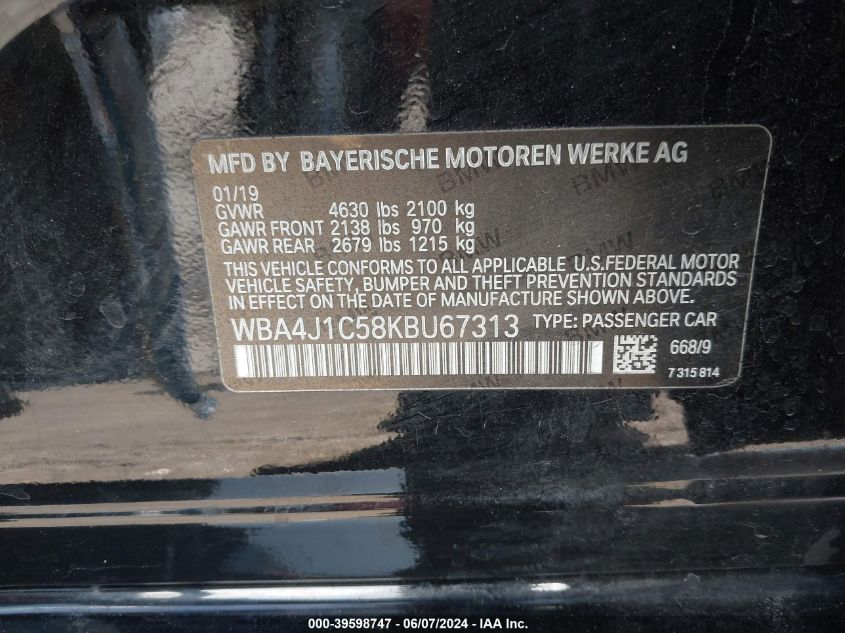 MFD BY BAYERISCHE MOTOREN WERKE AG
01/19
GVWR 4630 lbs 2100 kg
GAWR FRONT 2138 lbs 970 kg
GAWR REAR 2679 lbs 1215 kg
THIS VEHICLE CONFORMS TO ALL APPLICABLE U.S.FEDERAL MOTOR
VEHICLE SAFETY, BUMPER AND THEFT PREVENTION STANDARDS
IN EFFECT ON THE DATE OF MANUFACTURE SHOWN ABOVE.
WBA4J1C58KBU67313 TYPE: PASSENGER CAR
668/9
7 315 814
000-39598747 - 06/07/2024 - IAA Inc.